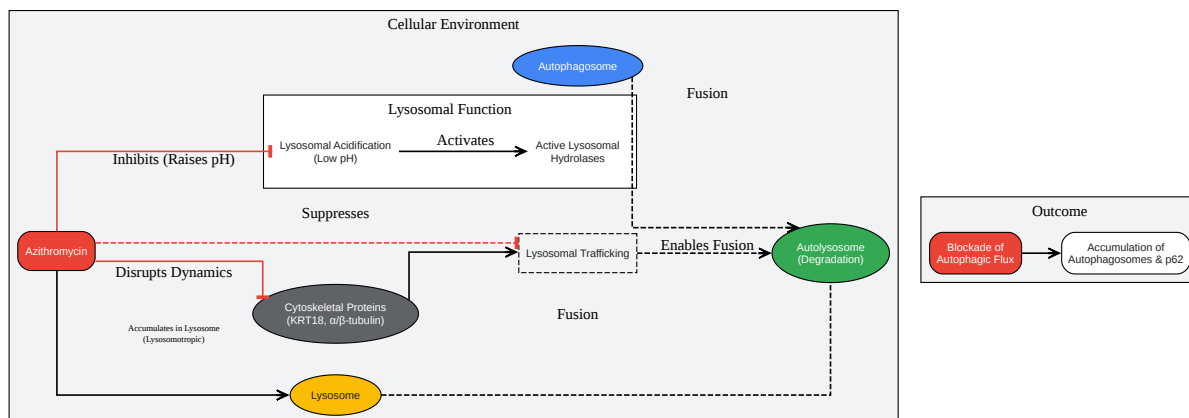 Cellular Environment
Autophagosome
Fusion
Lysosomal Function
Lysosomal Acidification
(Low pH)
Activates
Active Lysosomal
Hydrolases
Inhibits (Raises pH)
Suppresses
Azithromycin
Lysosomal Trafficking
Enables Fusion
Autolysosome
(Degradation)
Disrupts Dynamics
Cytoskeletal Proteins
(KRT18, α/β-tubulin)
Fusion
Accumulates in Lysosome
(Lysosomotropic)
Lysosome
Outcome
Blockade of
Autophagic Flux
Accumulation of
Autophagosomes & p62